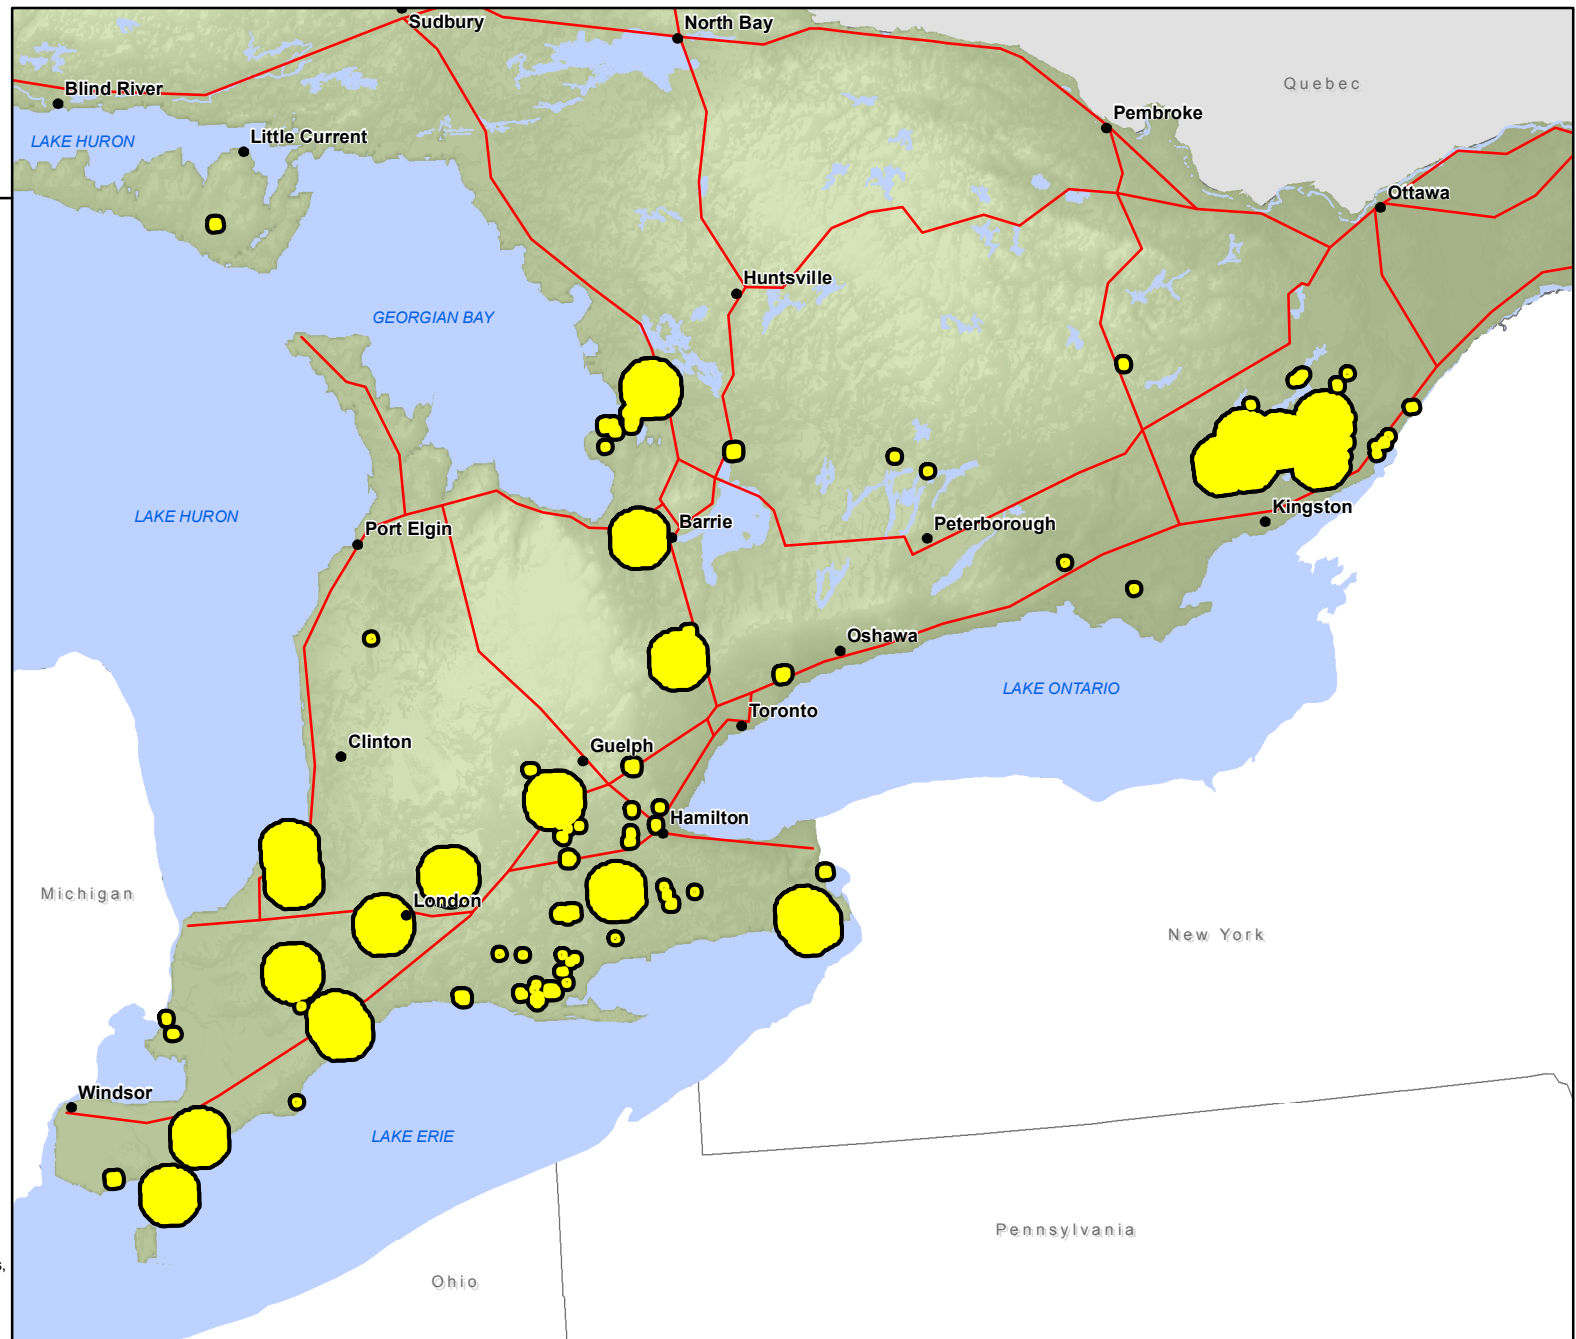 Sudbury
North Bay
Quebec
Blind River
Pembroke
LAKE HURON
Little Current
Ottawa
Huntsville
GEORGIAN BAY
LAKE HURON
Port Elgin
Barrie
Peterborough
Kingston
Oshawa
LAKE ONTARIO
Toronto
Clinton
Guelph
Hamilton
Michigan
London
New York
Windsor
LAKE ERIE
Pennsylvania
Ohio